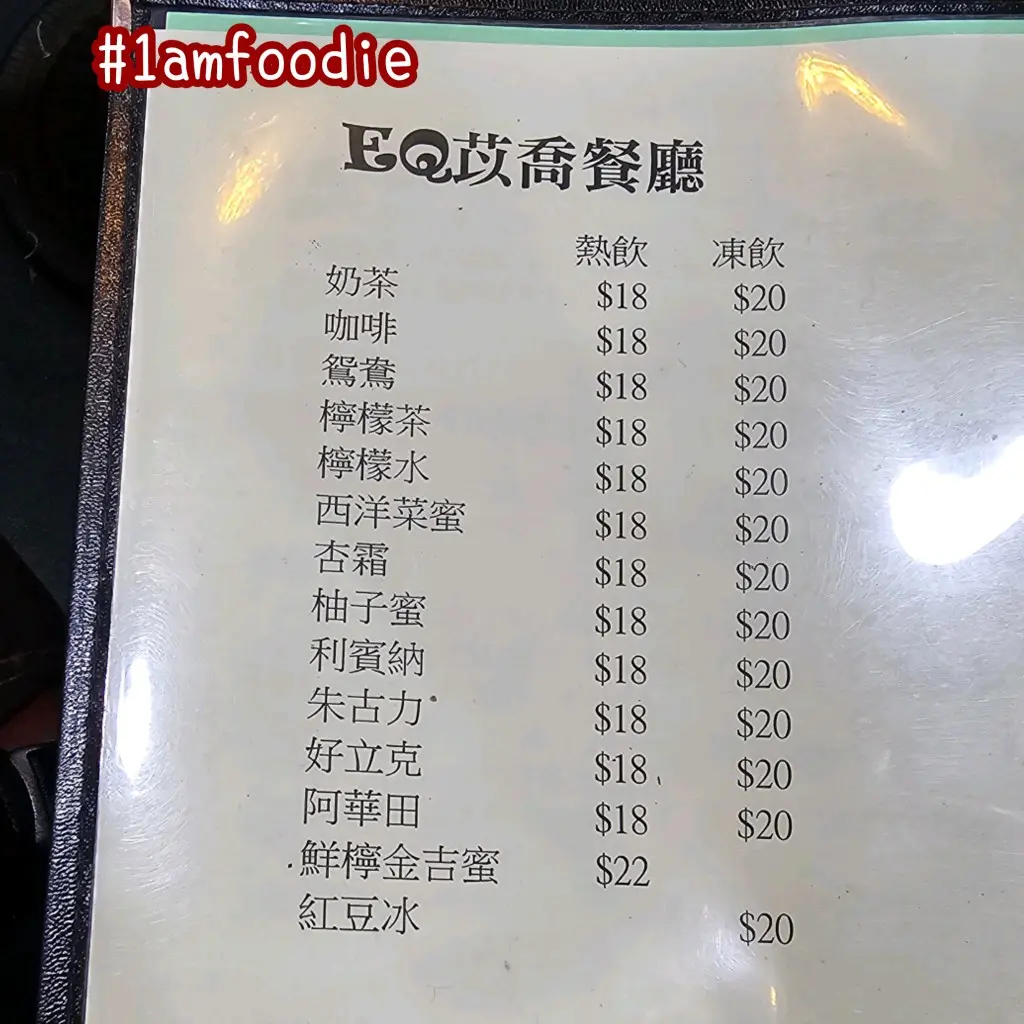 #1amfoodie
EQ苡喬餐廳
熱飲 凍飲
奶茶 $18 $20
咖啡 $18 $20
鴛鴦 $18 $20
檸檬茶 $18 $20
檸檬水 $18 $20
西洋菜蜜 $18 $20
杏霜 $18 $20
柚子蜜 $18 $20
利賓納 $18 $20
朱古力 $18 $20
好立克 $18 $20
阿華田 $18 $20
鮮檸金吉蜜 $22
紅豆冰 $20